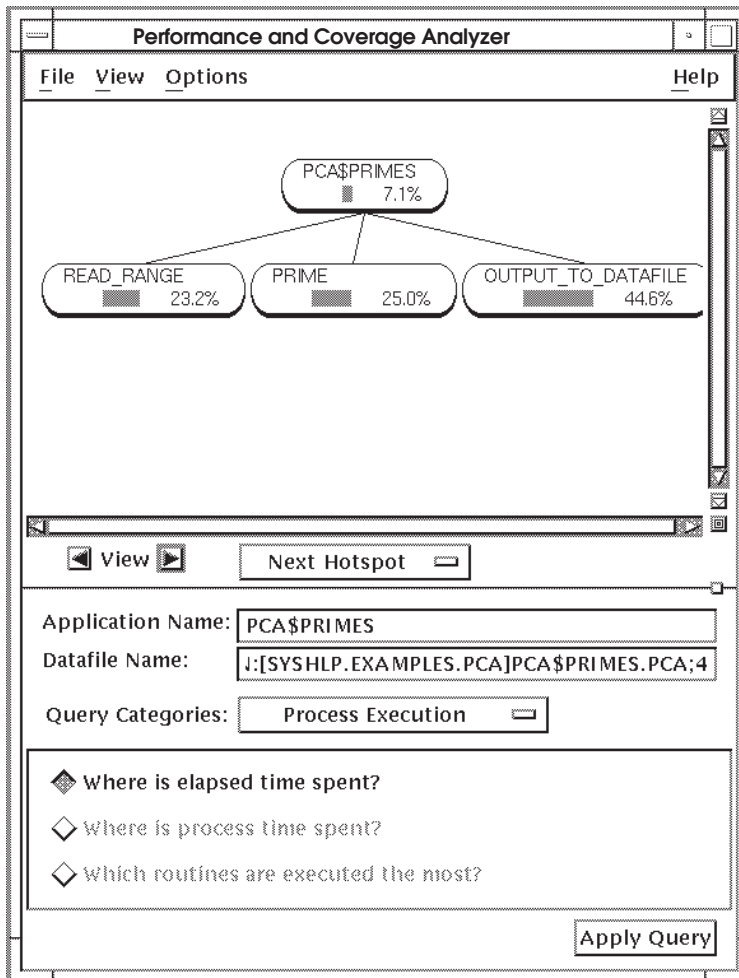 Performance and Coverage Analyzer
File View Options Help
PCA$PRIMES
7.1%
READ_RANGE
23.2%
PRIME
25.0%
OUTPUT_TO_DATAFILE
44.6%
View
Next Hotspot
Application Name: PCA$PRIMES
Datafile Name: :[SYSHLP.EXAMPLES.PCA]PCA$PRIMES.PCA;4
Query Categories: Process Execution
Where is elapsed time spent?
Where is process time spent?
Which routines are executed the most?
Apply Query